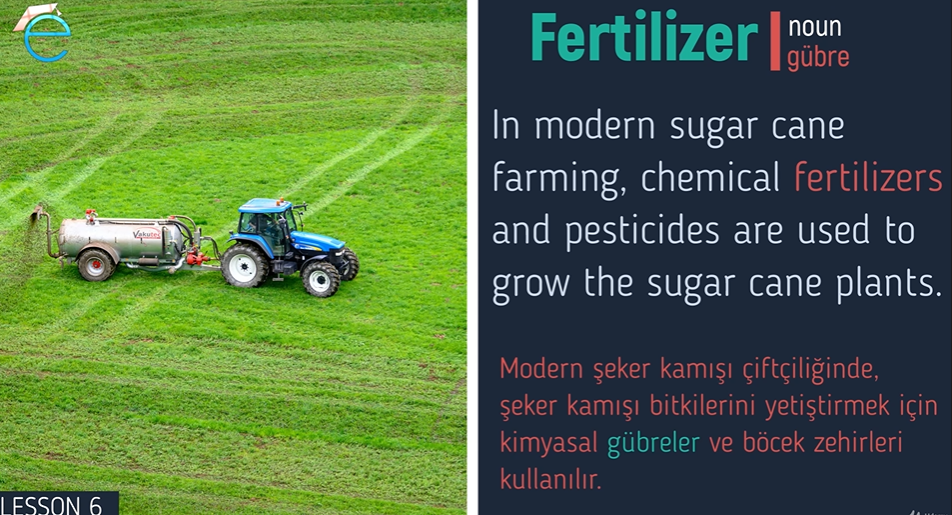 e
Vakutec
LESSON 6
Fertilizer
noun
gübre
In modern sugar cane
farming, chemical fertilizers
and pesticides are used to
grow the sugar cane plants.
Modern şeker kamışı çiftçiliğinde,
şeker kamışı bitkilerini yetiştirmek için
kimyasal gübreler ve böcek zehirleri
kullanılır.